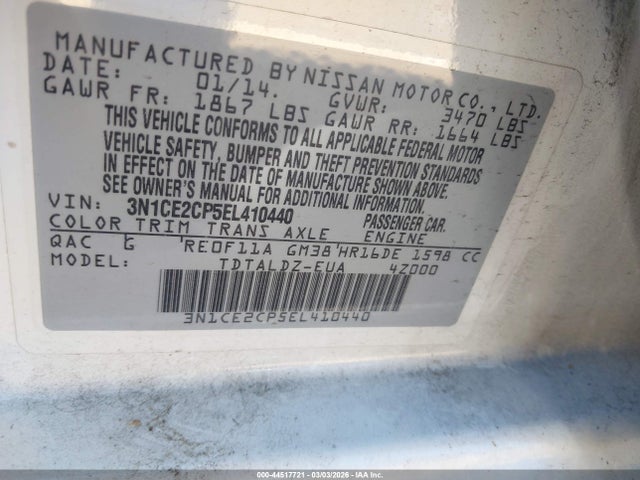 MANUFACTURED BY NISSAN MOTOR CO., LTD.
DATE: 01/14. GVWR: 3470 LBS
GAWR FR: 1867 LBS GAWR RR: 1664 LBS
THIS VEHICLE CONFORMS TO ALL APPLICABLE FEDERAL MOTOR
VEHICLE SAFETY, BUMPER AND THEFT PREVENTION STANDARDS
IN EFFECT ON THE DATE OF MANUFACTURE SHOWN ABOVE.
SEE OWNER'S MANUAL FOR ADDITIONAL INFORMATION.
VIN: 3N1CE2CP5EL410440 PASSENGER CAR.
COLOR TRIM TRANS AXLE ENGINE
QAC G 'RE0F11A GM38'HR16DE 1598 CC
TDTALDZ-EUA 4Z000
3N1CE2CP5EL410440
000-44517721 | 03/03/2026 - COPART